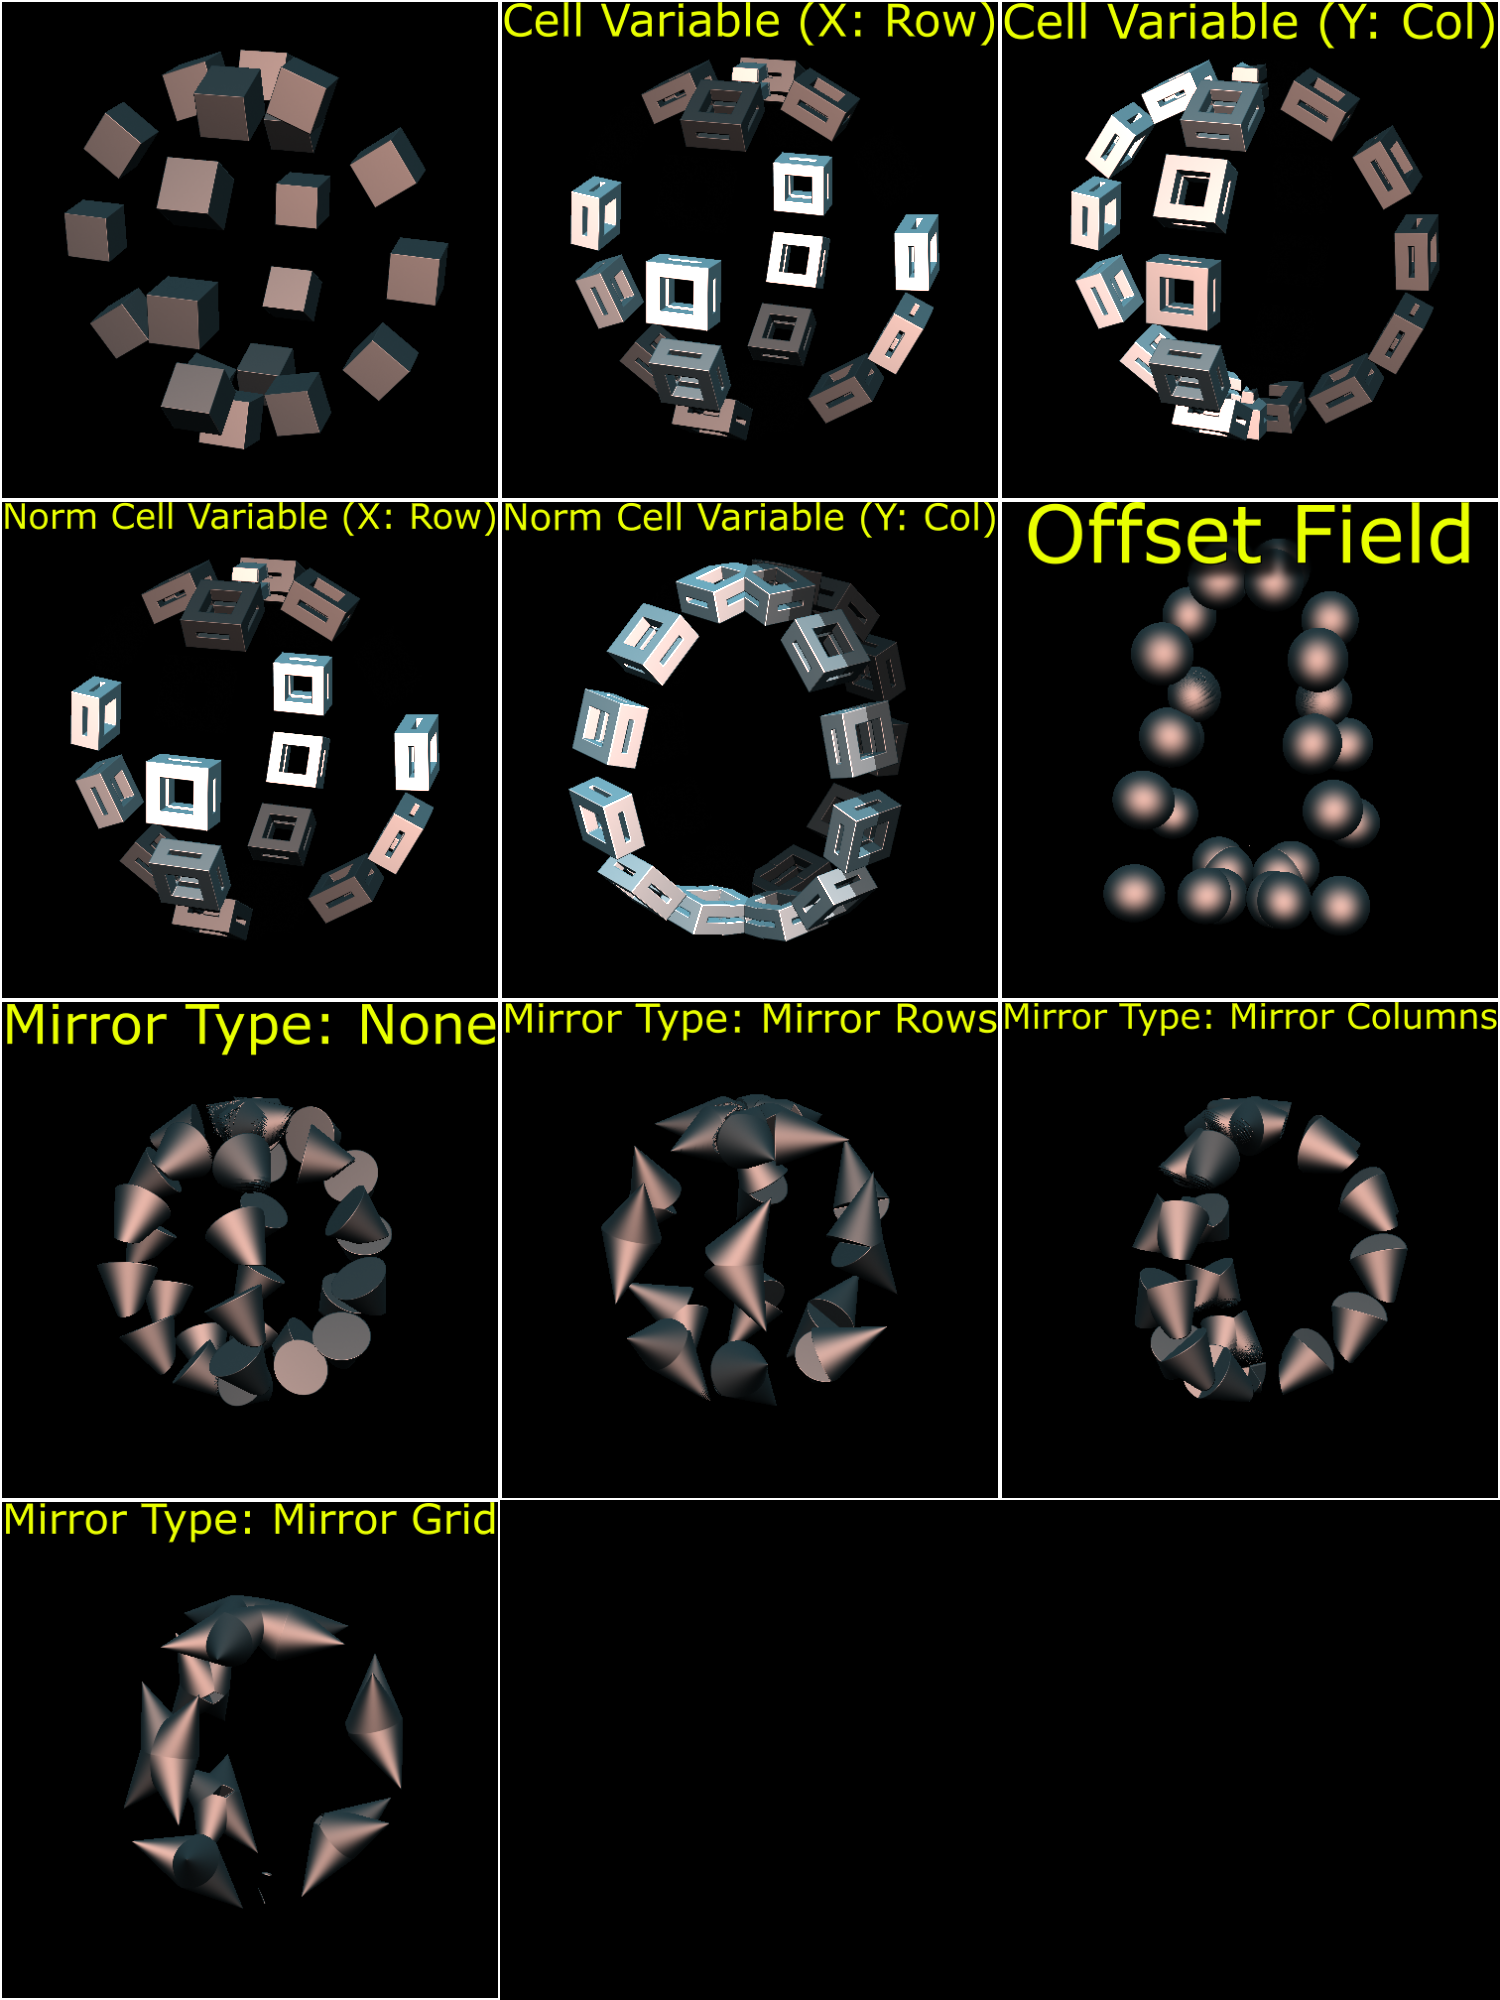 Cell Variable (X: Row)
Cell Variable (Y: Col)
Norm Cell Variable (X: Row)
Norm Cell Variable (Y: Col)
Offset Field
Mirror Type: None
Mirror Type: Mirror Rows
Mirror Type: Mirror Columns
Mirror Type: Mirror Grid